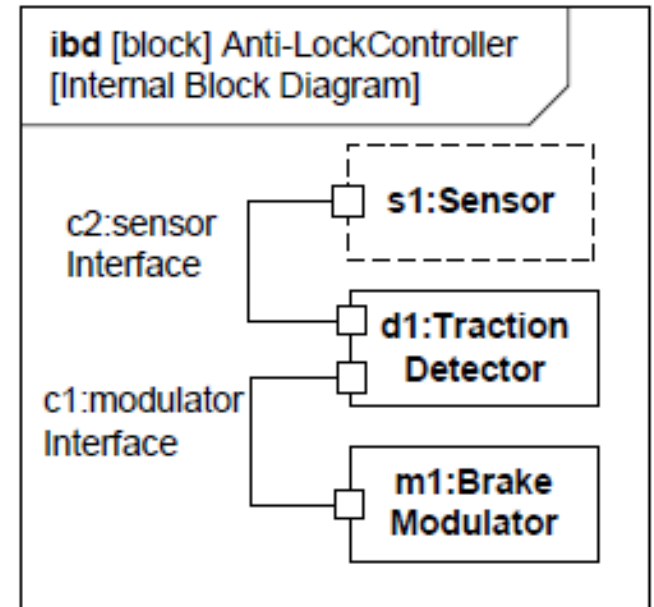 ibd [block] Anti-LockController
[Internal Block Diagram]
s1:Sensor
c2:sensor
Interface
d1:Traction
Detector
c1:modulator
Interface
m1:Brake
Modulator